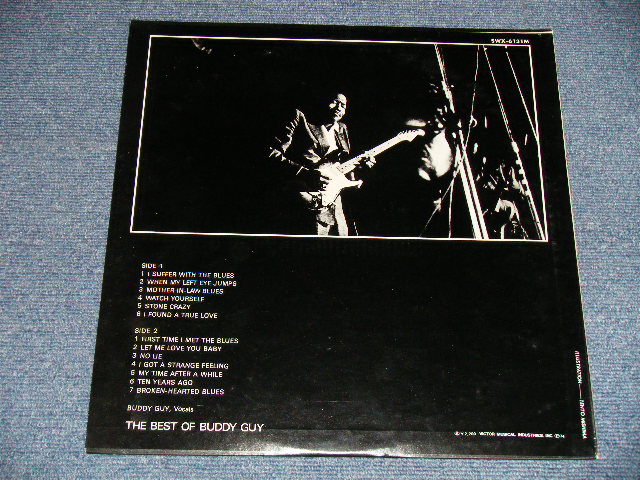 SWX-6131M
SIDE 1
1 I SUFFER WITH THE BLUES
2 WHEN MY LEFT EYE JUMPS
3 MOTHER-IN-LAW BLUES
4 WATCH YOURSELF
5 STONE CRAZY
6 I FOUND A TRUE LOVE
SIDE 2
1 FIRST TIME I MET THE BLUES
2 LET ME LOVE YOU BABY
3 NO LIE
4 I GOT A STRANGE FEELING
5 MY TIME AFTER A WHILE
6 TEN YEARS AGO
7 BROKEN-HEARTED BLUES
BUDDY GUY, Vocals
THE BEST OF BUDDY GUY
VICTOR MUSICAL INDUSTRIES INC
ILLUSTRATION